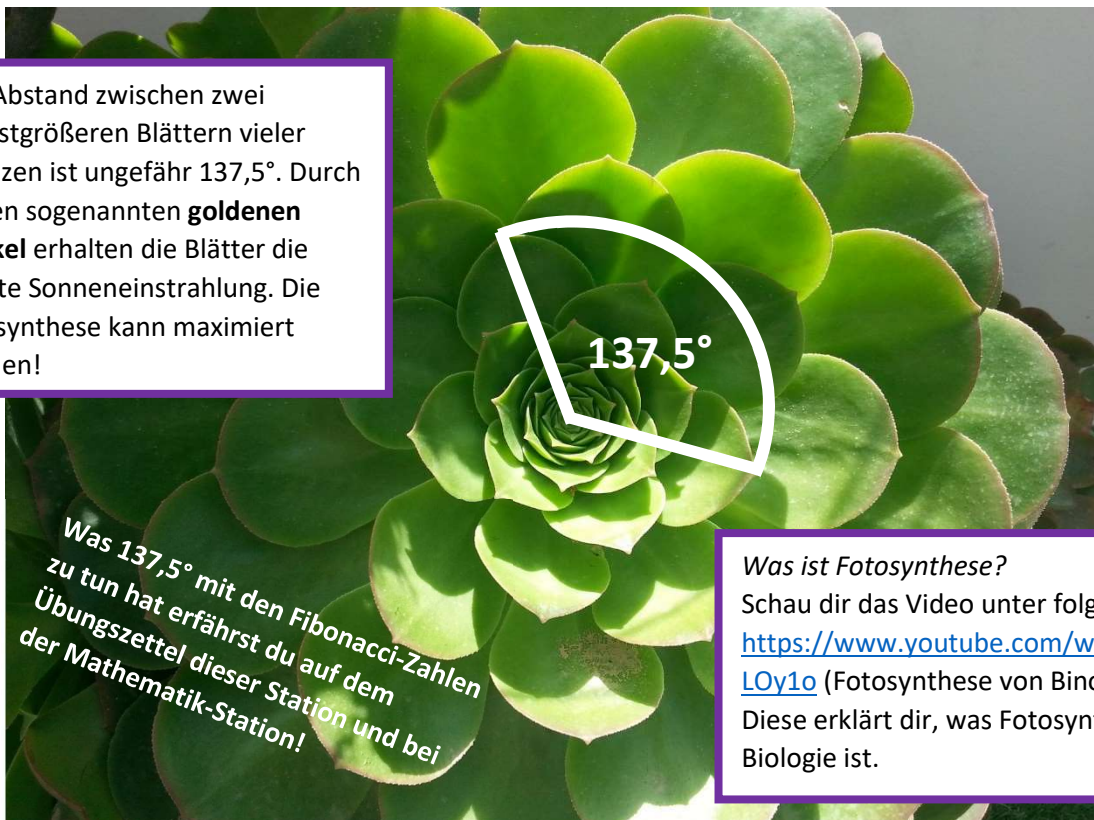 Abstand zwischen zwei
stgrößeren Blättern vieler
zen ist ungefähr 137,5°. Durch
en sogenannten goldenen
kel erhalten die Blätter die
te Sonneneinstrahlung. Die
synthese kann maximiert
en!
137,5°
Was 137,5° mit den Fibonacci-Zahlen
zu tun hat erfährst du auf dem
Übungszettel dieser Station und bei
der Mathematik-Station!
Was ist Fotosynthese?
Schau dir das Video unter folg
https://www.youtube.com/w
LOy1o (Fotosynthese von Bino
Diese erklärt dir, was Fotosynt
Biologie ist.